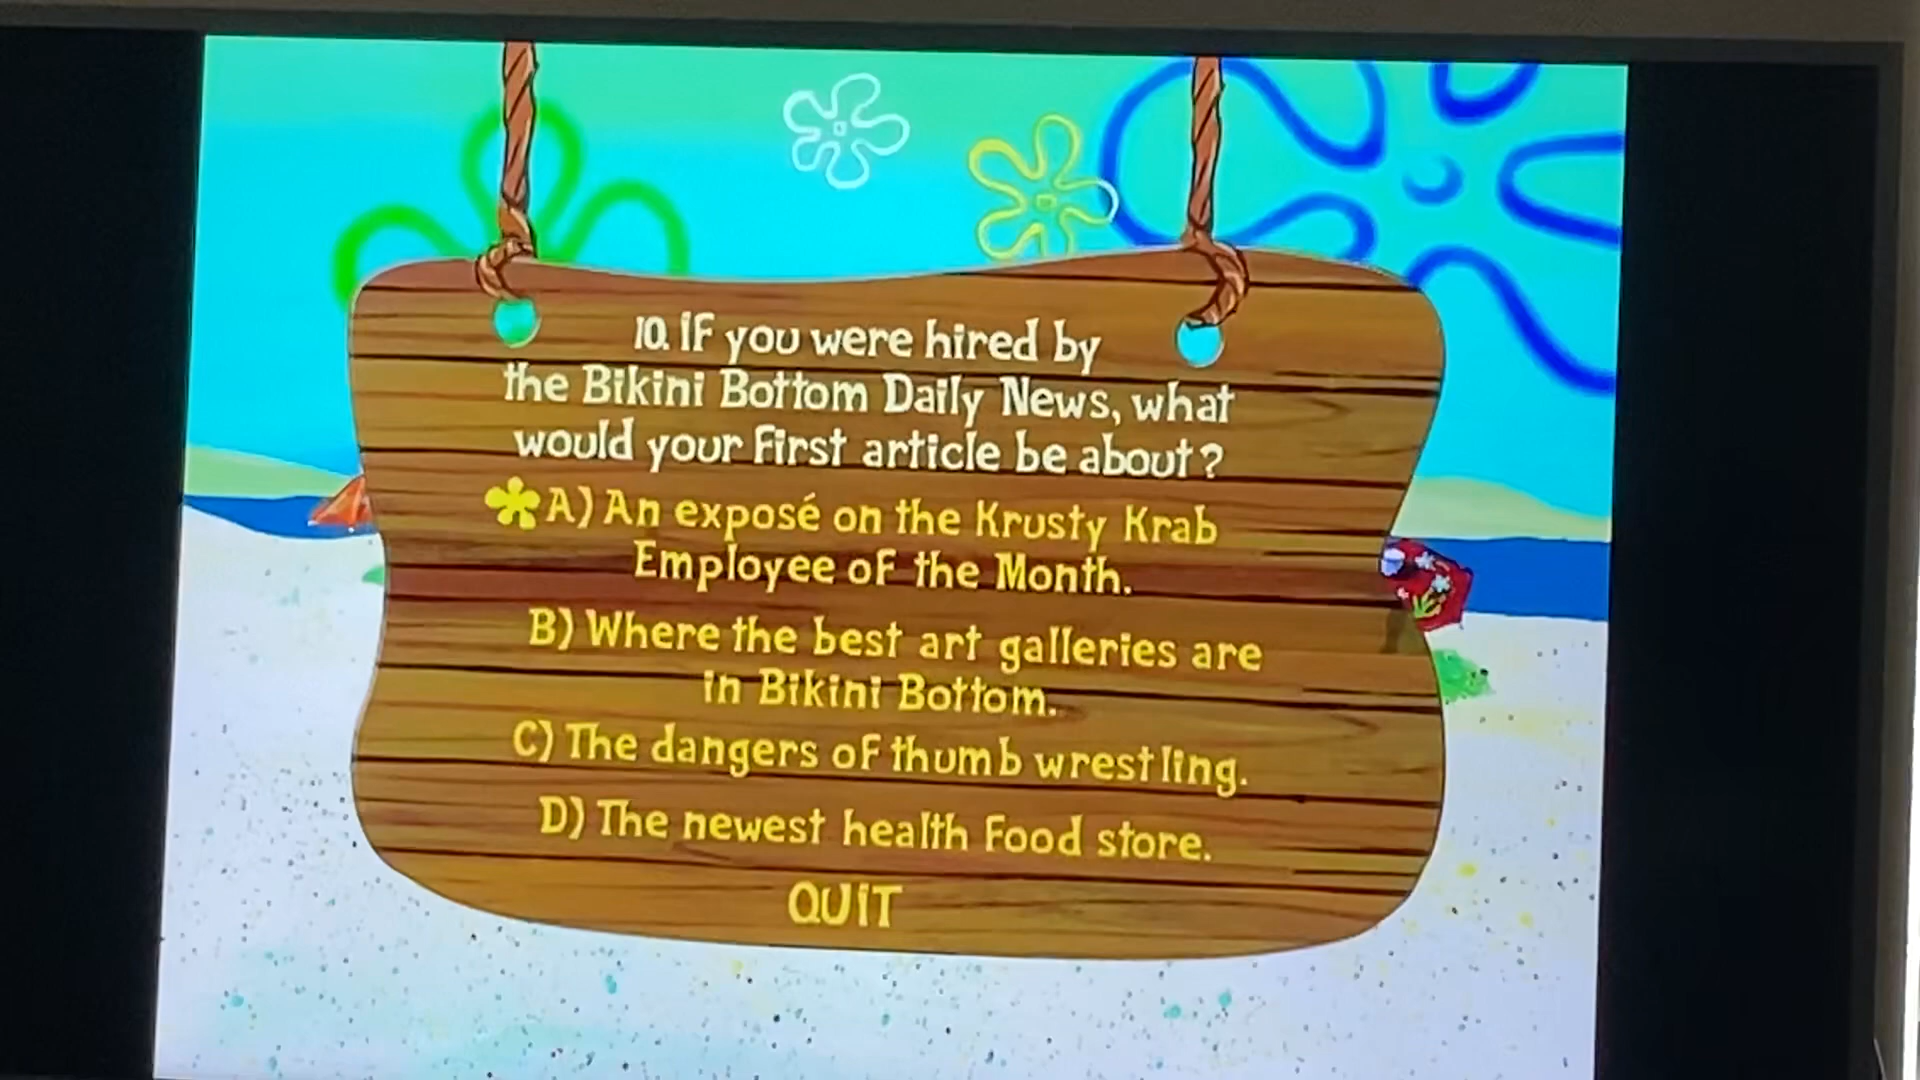 10. IF you were hired by
the Bikini Bottom Daily News, what
would your First article be about?
A) An exposé on the Krusty Krab
Employee oF the Month.
B) Where the best art galleries are
in Bikini Bottom.
C) The dangers oF thumb wrestling.
D) The newest health Food store.
QUIT